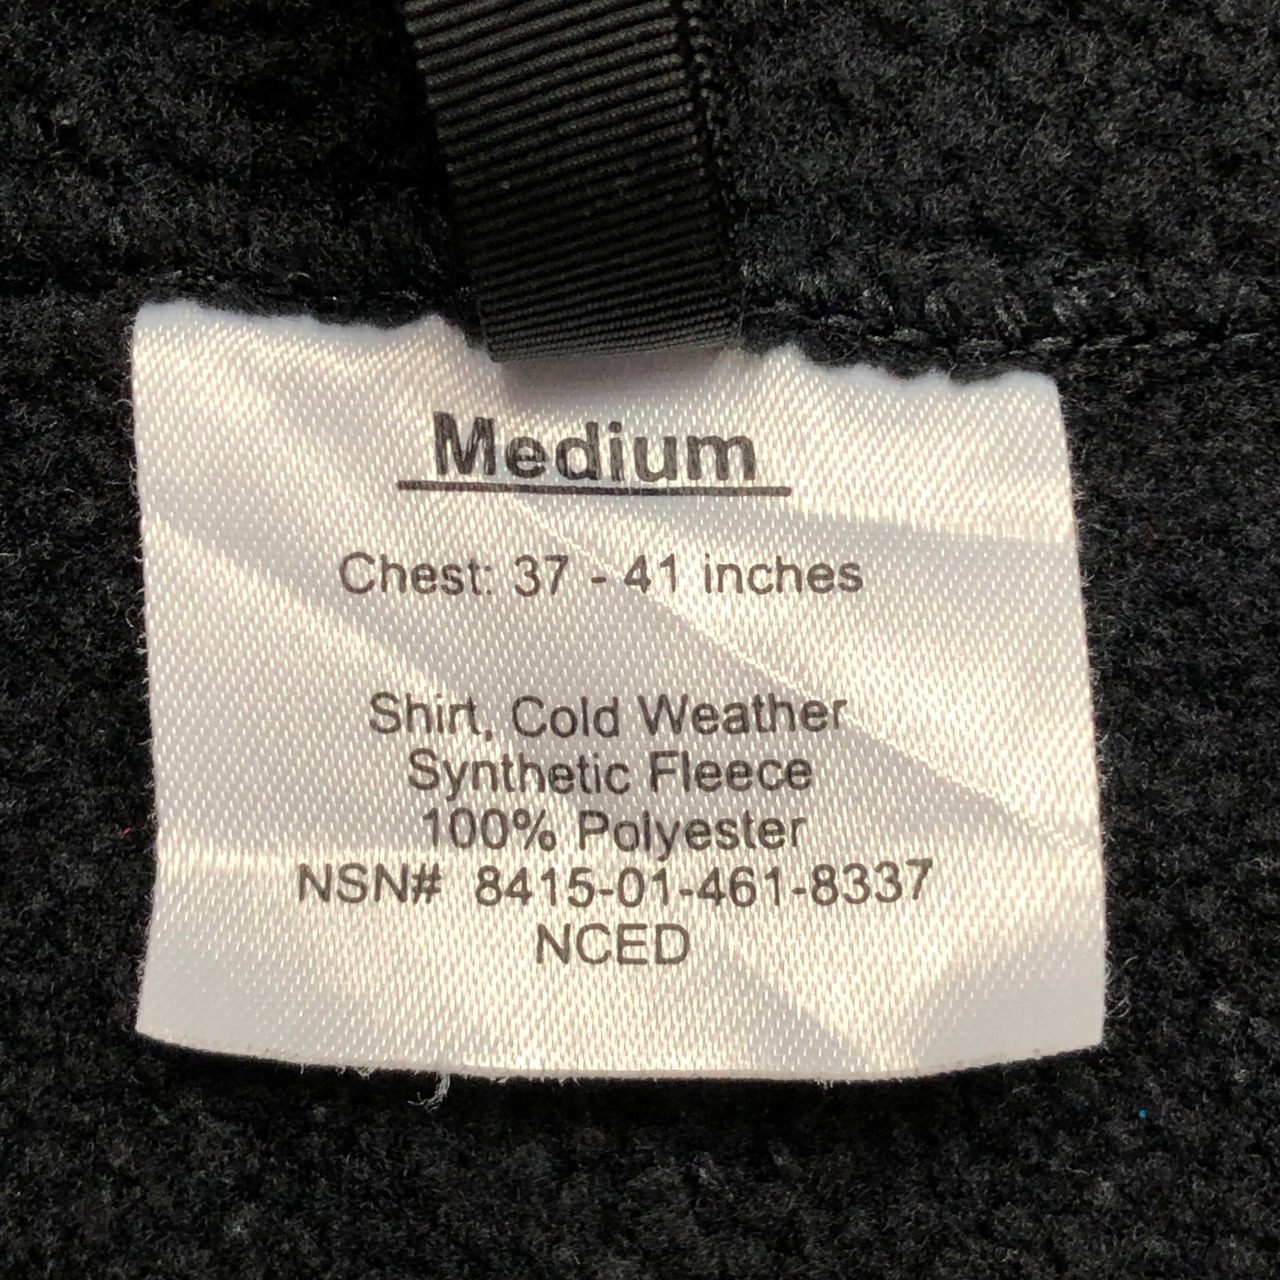 Medium
Chest: 37 - 41 inches
Shirt, Cold Weather
Synthetic Fleece
100% Polyester
NSN# 8415-01-461-8337
NCED